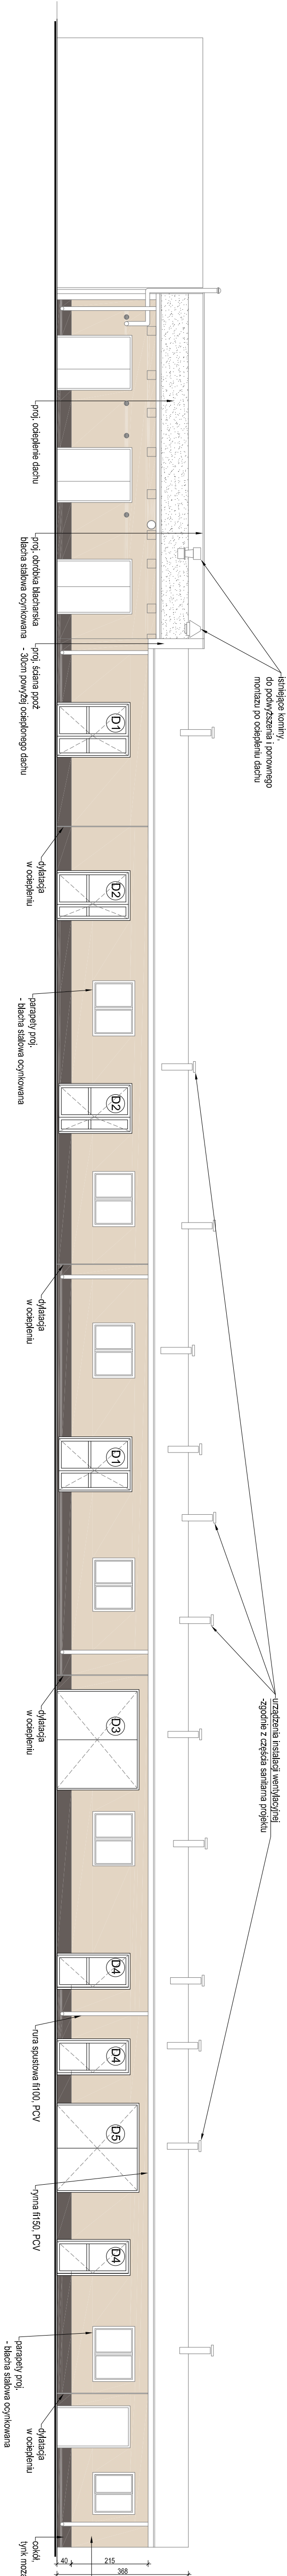 -istniejące kominy,
do podwyższenia i ponownego
montażu po ociepleniu dachu
-urządzenia instalacji wentylacyjnej
-zgodnie z częścia sanitarna projektu
D1
D2
D2
D1
D3
D4
D4
D5
D4
-proj. ocieplenie dachu
-proj. obróbka blacharska
blacha stalowa ocynkowana
-proj. ściana ppoż.
- 30cm powyżej ocieplonego dachu
-dylatacja
w ociepleniu
-parapety proj.
- blacha stalowa ocynkowana
-dylatacja
w ociepleniu
-dylatacja
w ociepleniu
-rura spustowa fi100, PCV
-rynna fi150, PCV
-parapety proj.
- blacha stalowa ocynkowana
-dylatacja
w ociepleniu
-cokół,
tynk moza
40
215
368